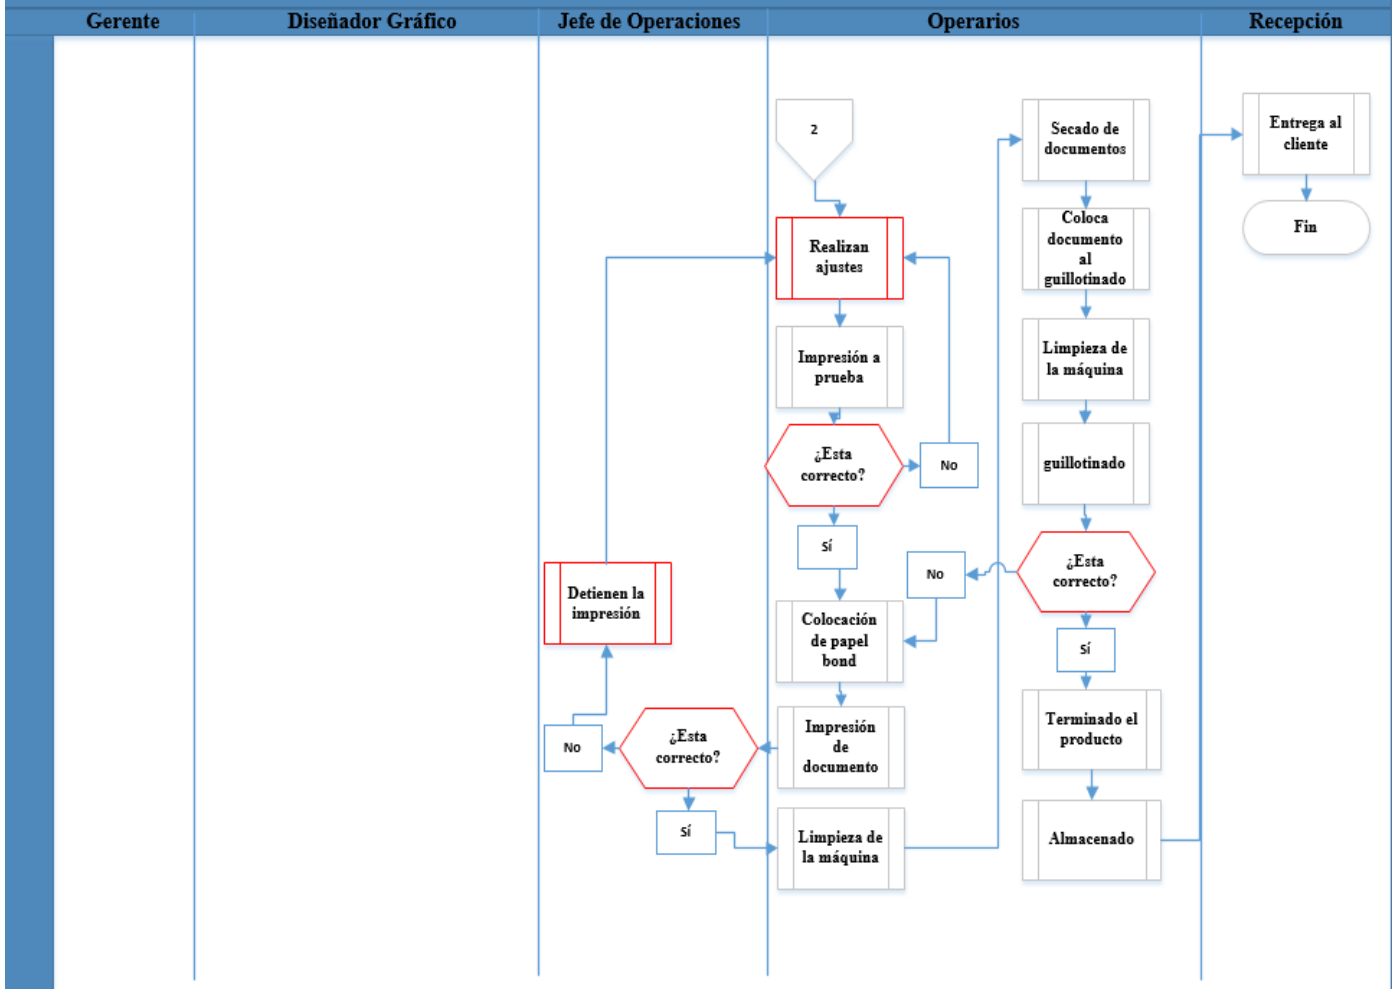 Gerente
Diseñador Gráfico
Jefe de Operaciones
Operarios
Recepción
2
Realizan
ajustes
Impresión a
prueba
¿Esta
correcto?
No
Sí
Colocación
de papel
bond
Impresión
de
documento
¿Esta
correcto?
No
Detienen la
impresión
Sí
Limpieza de
la máquina
Secado de
documentos
Coloca
documento
al
guillotinado
Limpieza de
la máquina
guillotinado
¿Esta
correcto?
No
Sí
Terminado el
producto
Almacenado
Entrega al
cliente
Fin